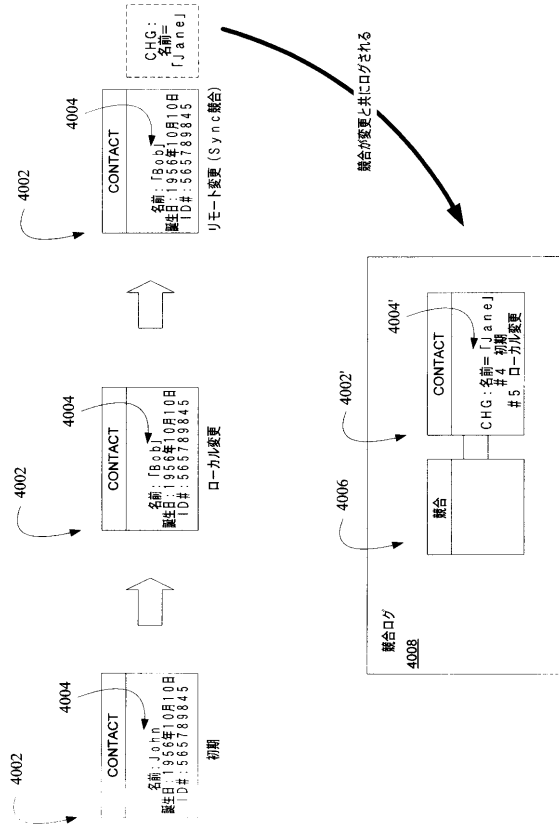 4002
4004
CONTACT
名前:John
誕生日:1956年10月10日
ID#:565789845
初期
4002
4004
CONTACT
名前:「Bob」
誕生日:1956年10月10日
ID#:565789845
ローカル変更
4002
4004
CONTACT
名前:「Bob」
誕生日:1956年10月10日
ID#:565789845
リモート変更(Sync競合)
CHG:
名前=
「Jane」
競合が変更と共にログされる
競合ログ
4008
4006
競合
4002'
4004'
CONTACT
CHG:名前=「Jane」
#4 初期
#5 ローカル変更